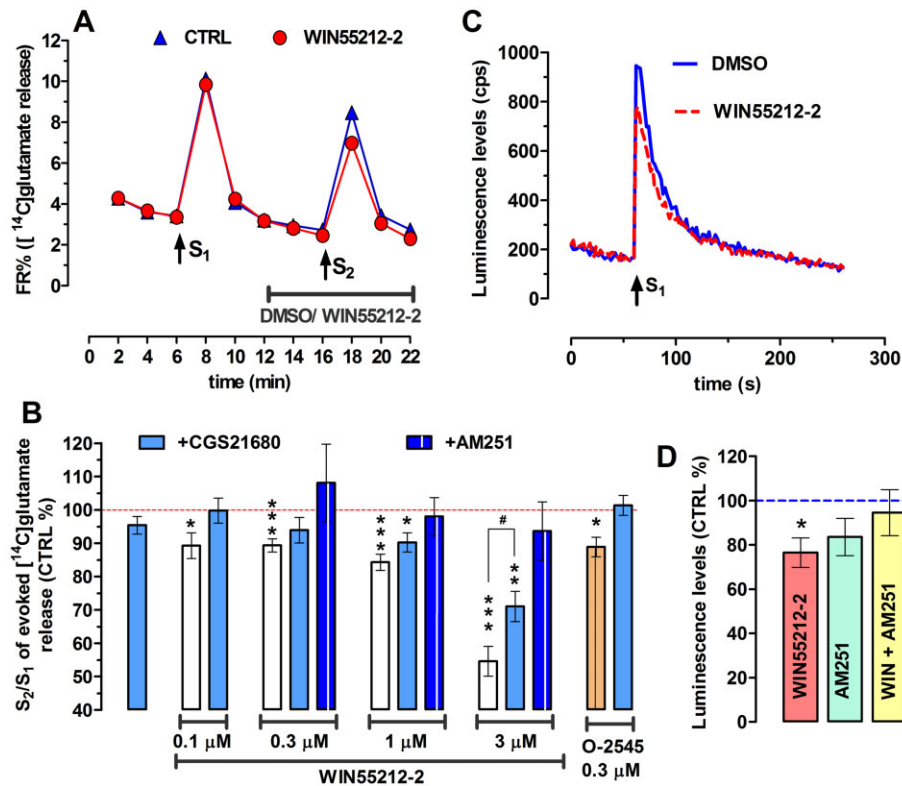 A
CTRL
WIN55212-2
FR% ([ ¹⁴C]glutamate release)
12
10
8
6
4
2
0
S₁
S₂
DMSO/ WIN55212-2
0 2 4 6 8 10 12 14 16 18 20 22
time (min)
C
DMSO
WIN55212-2
Luminescence levels (cps)
1000
800
600
400
200
0
S₁
0 100 200 300
time (s)
B
+CGS21680
+AM251
S₂/S₁ of evoked [¹⁴C]glutamate
release (CTRL %)
120
110
100
90
80
70
60
50
40
*
***
***
*
***
#
**
*
0.1 μM
0.3 μM
1 μM
3 μM
O-2545
0.3 μM
WIN55212-2
D
Luminescence levels (CTRL %)
120
100
80
60
40
20
0
*
WIN55212-2
AM251
WIN + AM251